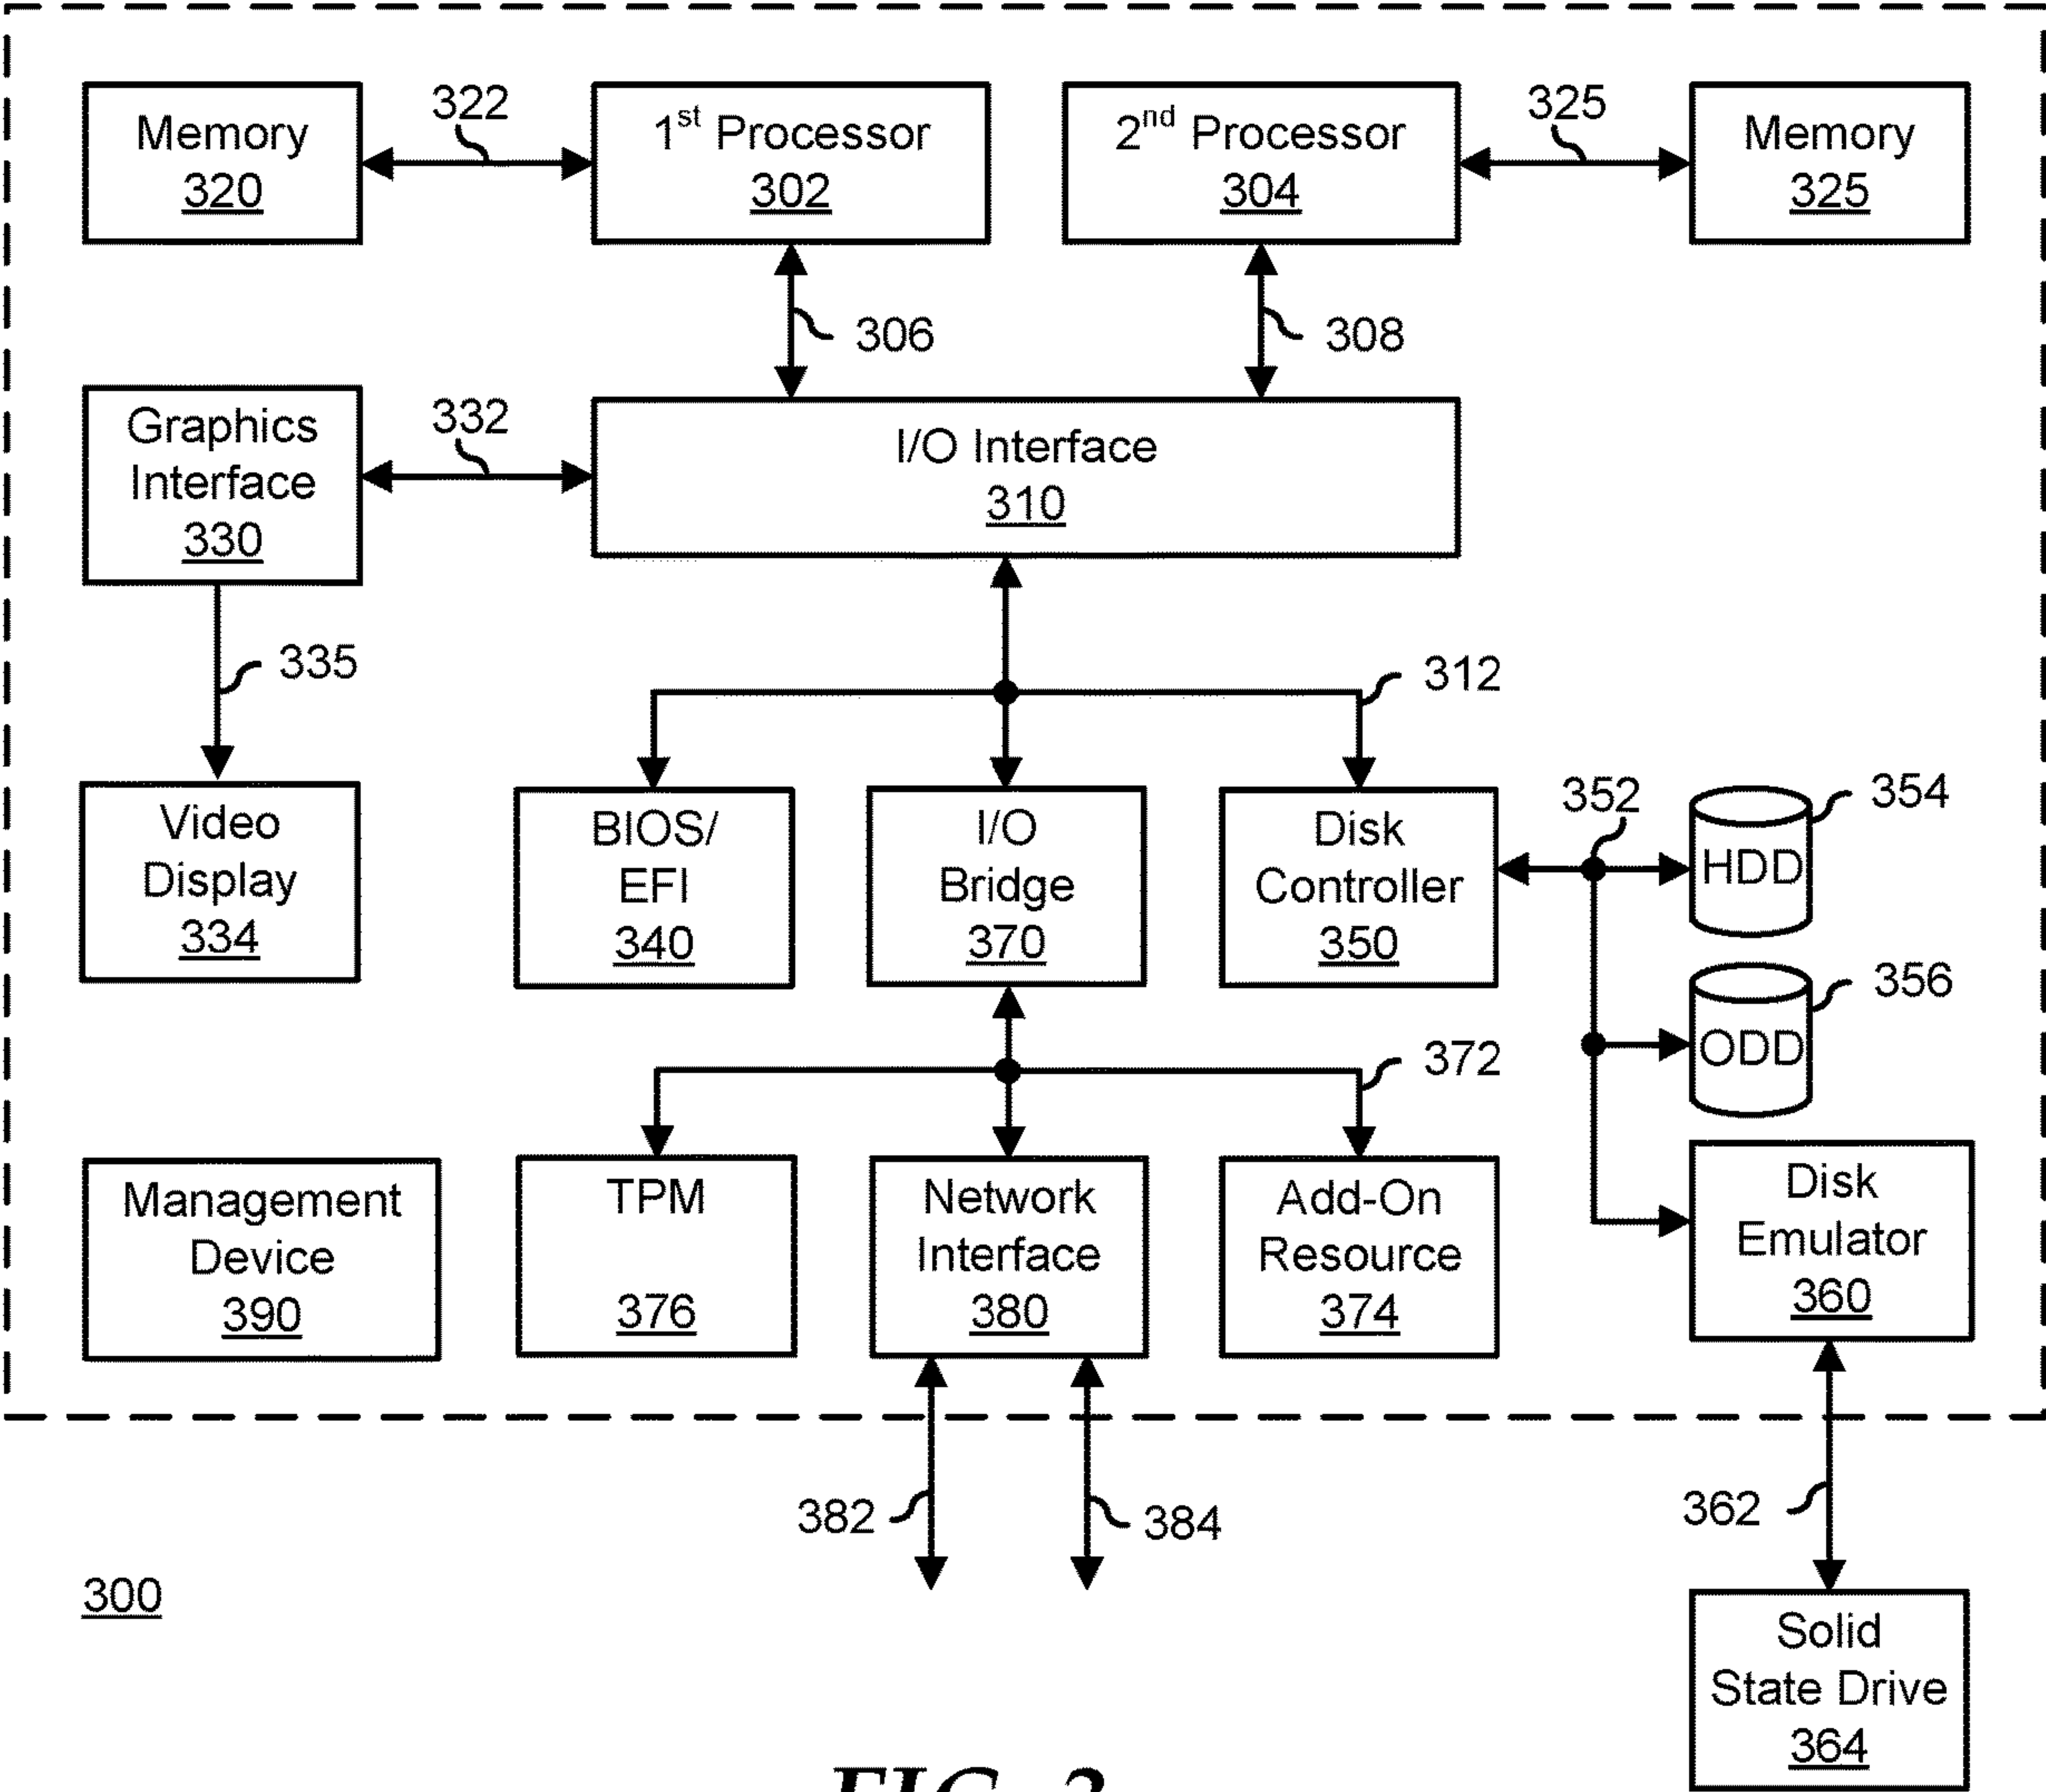 Memory
320
322
1st Processor
302
2nd Processor
304
325
Memory
325
306
308
Graphics
Interface
330
332
I/O Interface
310
335
312
Video
Display
334
BIOS/
EFI
340
I/O
Bridge
370
Disk
Controller
350
352
HDD
354
ODD
356
372
Management
Device
390
TPM
376
Network
Interface
380
Add-On
Resource
374
Disk
Emulator
360
382
384
362
300
Solid
State Drive
364